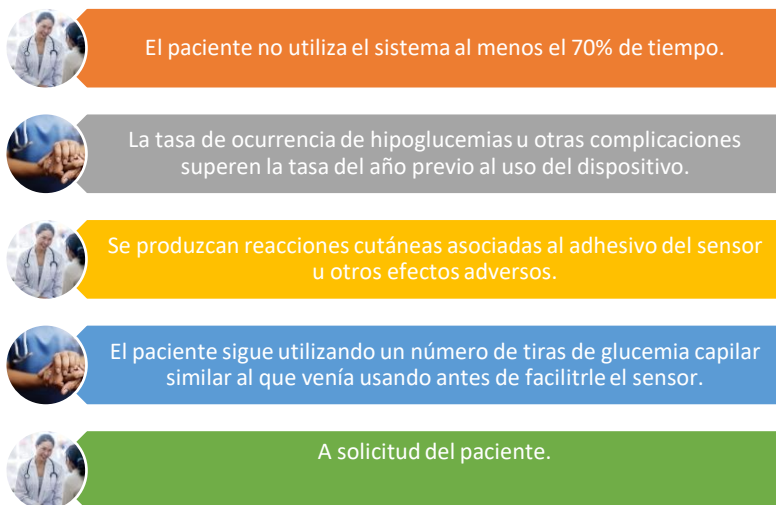 El paciente no utiliza el sistema al menos el 70% de tiempo.
La tasa de ocurrencia de hipoglucemias u otras complicaciones
superen la tasa del año previo al uso del dispositivo.
Se produzcan reacciones cutáneas asociadas al adhesivo del sensor
u otros efectos adversos.
El paciente sigue utilizando un número de tiras de glucemia capilar
similar al que venía usando antes de facilitrle el sensor.
A solicitud del paciente.